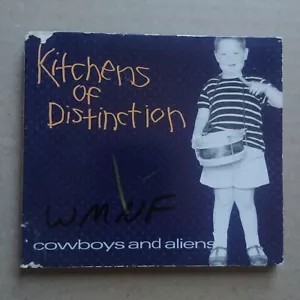 Kitchens
of
Distinction
WMNF
cowboys and aliens